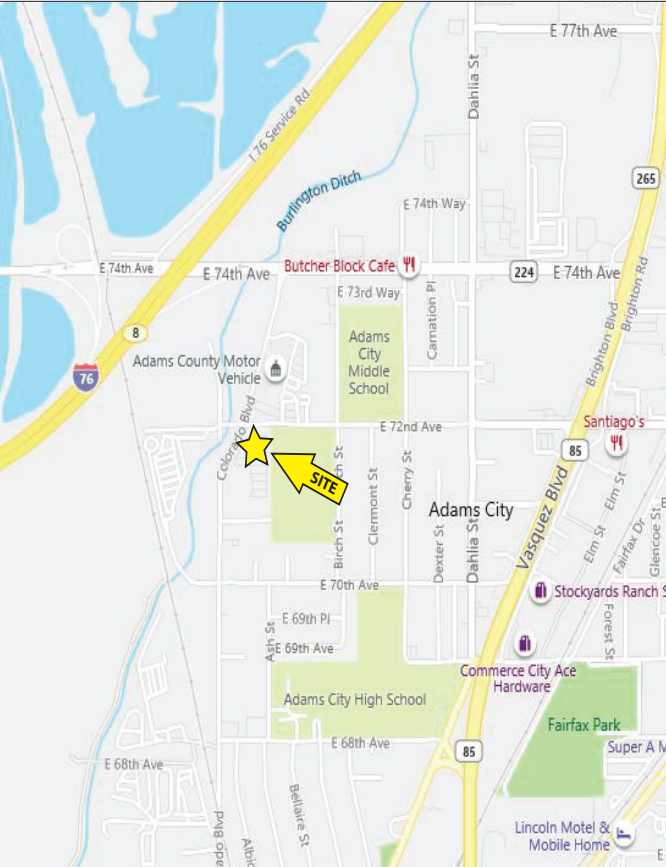 E 77th Ave
Dahlia St
I 76 Service Rd
265
Burlington Ditch
E 74th Way
E 74th Ave
E 74th Ave
Butcher Block Cafe
224
E 74th Ave
E 73rd Way
Carnation Pl
Brighton Blvd
Brighton Rd
8
Adams
City
Middle
School
76
Adams County Motor
Vehicle
Colorado Blvd
E 72nd Ave
Santiago's
85
SITE
Birch St
Clermont St
Cherry St
Adams City
Vasquez Blvd
Elm St
Elm St
Fairfax Dr
Glencoe St
Dexter St
Dahlia St
E 70th Ave
Stockyards Ranch S
E 69th Pl
Ash St
E 69th Ave
Forest St
Commerce City Ace
Hardware
Adams City High School
Fairfax Park
E 68th Ave
85
Super A M
E 68th Ave
Bellaire St
Lincoln Motel &
Mobile Home